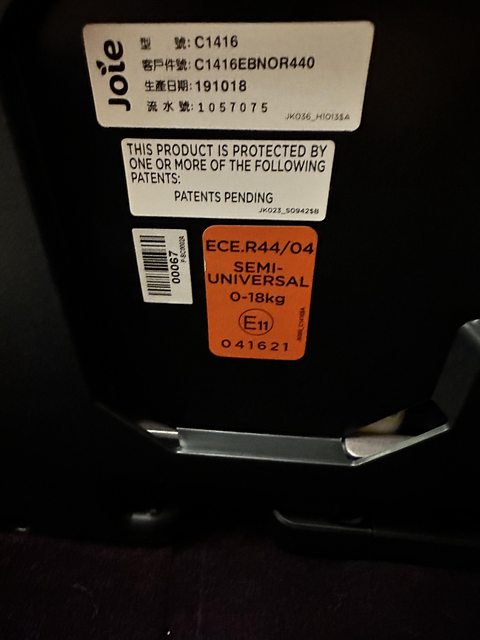 Joie
型 號: C1416
客戶件號: C1416EBNOR440
生產日期: 191018
流水號: 1057075
JK036_H1013$A
THIS PRODUCT IS PROTECTED BY
ONE OR MORE OF THE FOLLOWING
PATENTS:
PATENTS PENDING
JK023_S0942$B
00067
ECE.R44/04
SEMI-
UNIVERSAL
0-18kg
E11
041621